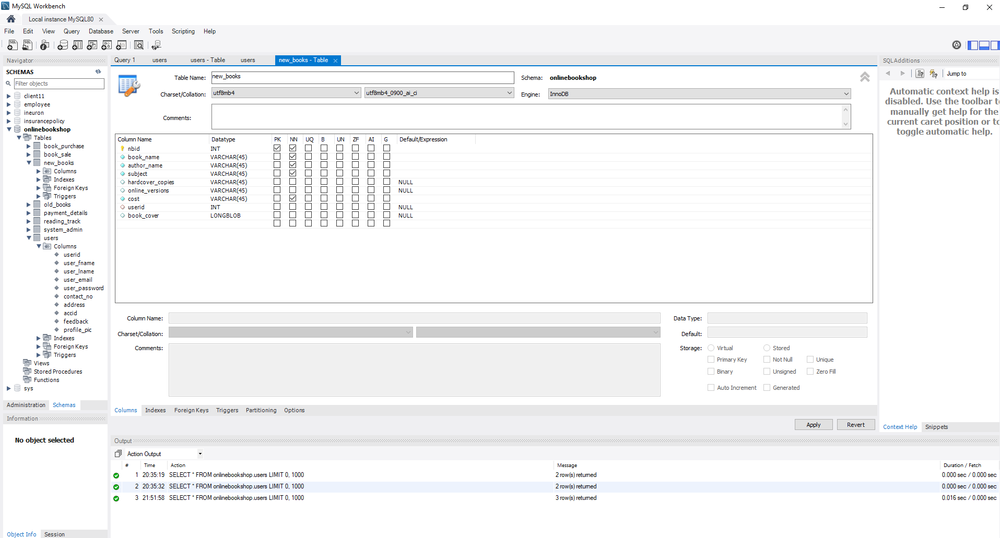 MySQL Workbench
Local instance MySQL80
File Edit View Query Database Server Tools Scripting Help
Navigator
SCHEMAS
Filter objects
client11
employee
ineuron
insurancepolicy
onlinebookshop
Tables
book_purchase
book_sale
new_books
Columns
Indexes
Foreign Keys
Triggers
old_books
payment_details
reading_track
system_admin
users
Columns
userid
user_fname
user_lname
user_email
user_password
contact_no
address
accid
feedback
profile_pic
Indexes
Foreign Keys
Triggers
Views
Stored Procedures
Functions
sys
Administration Schemas
Information
No object selected
Object Info Session
Query 1 users users - Table users new_books - Table
Table Name: new_books Schema: onlinebookshop
Charset/Collation: utf8mb4 utf8mb4_0900_ai_ci Engine: InnoDB
Comments:
Column Name Datatype PK NN UQ B UN ZF AI G Default/Expression
nbid INT
book_name VARCHAR(45)
author_name VARCHAR(45)
subject VARCHAR(45)
hardcover_copies VARCHAR(45) NULL
online_versions VARCHAR(45) NULL
cost VARCHAR(45)
userid INT NULL
book_cover LONGBLOB NULL
Column Name: Data Type:
Charset/Collation: Default:
Comments: Storage: Virtual Stored
Primary Key Not Null Unique
Binary Unsigned Zero Fill
Auto Increment Generated
Columns Indexes Foreign Keys Triggers Partitioning Options
Apply Revert
Output
Action Output
# Time Action Message Duration / Fetch
1 20:35:19 SELECT * FROM onlinebookshop.users LIMIT 0, 1000 2 row(s) returned 0.000 sec / 0.000 sec
2 20:35:32 SELECT * FROM onlinebookshop.users LIMIT 0, 1000 2 row(s) returned 0.000 sec / 0.000 sec
3 21:51:58 SELECT * FROM onlinebookshop.users LIMIT 0, 1000 3 row(s) returned 0.016 sec / 0.000 sec
SQLAdditions
Jump to
Automatic context help is
disabled. Use the toolbar t
manually get help for the
current caret position or to
toggle automatic help.
Context Help Snippets